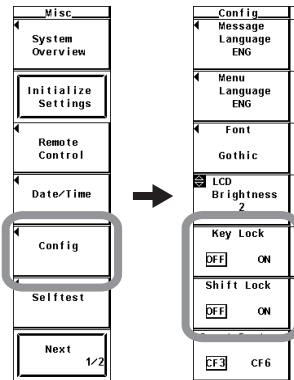 Misc
System
Overview
Initialize
Settings
Remote
Control
Date/Time
Config
Selftest
Next
1/2
Config
Message
Language
ENG
Menu
Language
ENG
Font
Gothic
LCD
Brightness
2
Key Lock
OFF ON
Shift Lock
OFF ON
CF3 CF6